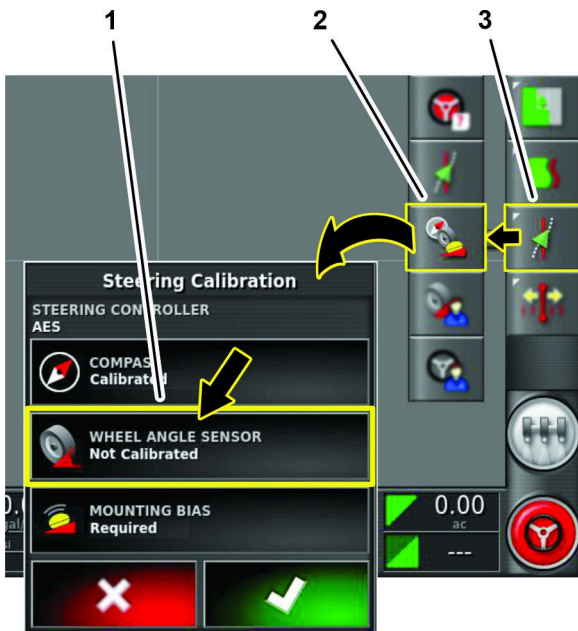 1
2
3
Steering Calibration
STEERING CONTROLLER
AES
COMPASS
Calibrated
WHEEL ANGLE SENSOR
Not Calibrated
MOUNTING BIAS
Required
?
0.00
ac
---